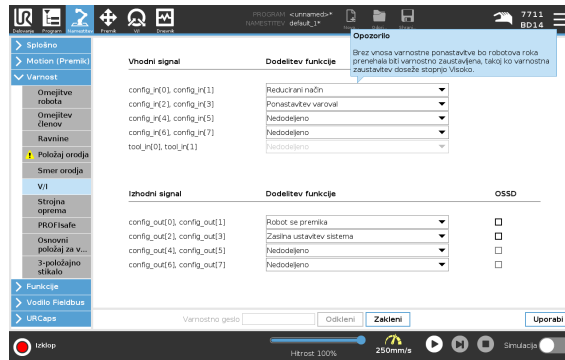 PROGRAM <unnamed>*
NAMESTITEV default_1*
7711
BD14
Delovanje Program Namestitev Premik V/I Dnevnik
Opozorilo
Brez vnosa varnostne ponastavitve bo robotova roka
prenehala biti varnostno zaustavljena, takoj ko varnostna
zaustavitev doseže stopnjo Visoko.
Splošno
Motion (Premik)
Varnost
Omejitve
robota
Omejitev
členov
Ravnine
Položaj orodja
Smer orodja
V/I
Strojna
oprema
PROFIsafe
Osnovni
položaj za v...
3-položajno
stikalo
Funkcije
Vodilo Fieldbus
URCaps
Vhodni signal Dodelitev funkcije
config_in[0], config_in[1] Reducirani način
config_in[2], config_in[3] Ponastavitev varoval
config_in[4], config_in[5] Nedodeljeno
config_in[6], config_in[7] Nedodeljeno
tool_in[0], tool_in[1] Nedodeljeno
Izhodni signal Dodelitev funkcije OSSD
config_out[0], config_out[1] Robot se premika
config_out[2], config_out[3] Zasilna ustavitev sistema
config_out[4], config_out[5] Nedodeljeno
config_out[6], config_out[7] Nedodeljeno
Varnostno geslo Odkleni Zakleni Uporabi
Izklop
Hitrost 100%
250mm/s
Simulacija